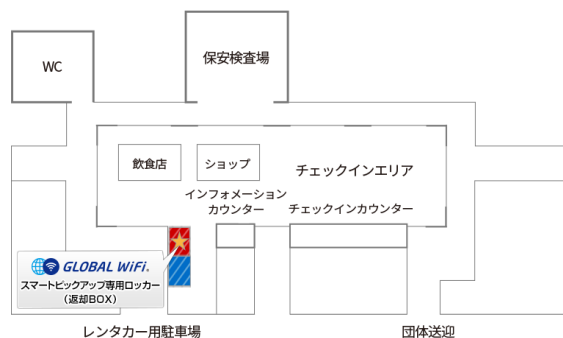 WC
保安検査場
飲食店
ショップ
チェックインエリア
インフォメーション
カウンター
チェックインカウンター
GLOBAL WiFi®
スマートピックアップ専用ロッカー
（返却BOX）
レンタカー用駐車場
団体送迎